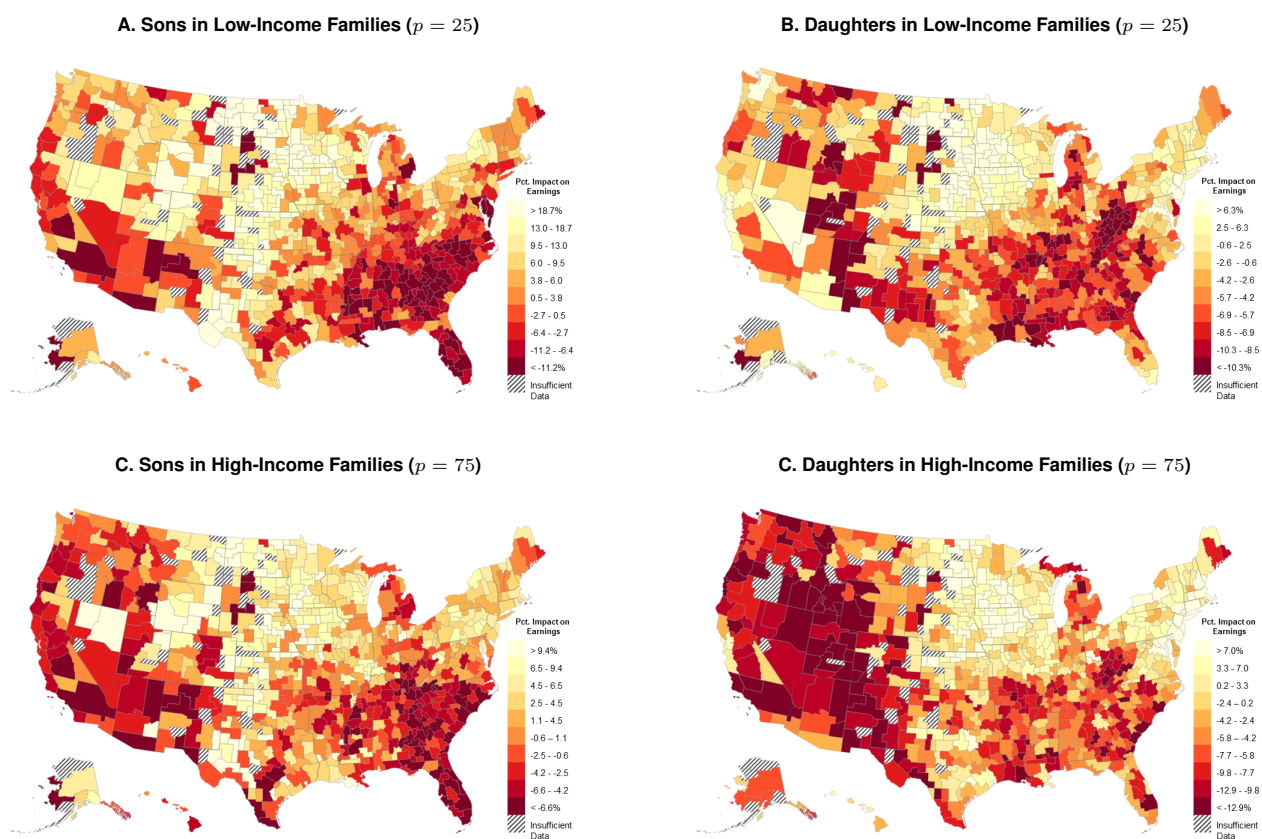 A. Sons in Low-Income Families (p = 25)
Pct. Impact on
Earnings
> 18.7%
13.0 - 18.7
9.5 - 13.0
6.0 - 9.5
3.8 - 6.0
0.5 - 3.8
-2.7 - 0.5
-6.4 - -2.7
-11.2 - -6.4
< -11.2%
Insufficient
Data
B. Daughters in Low-Income Families (p = 25)
Pct. Impact on
Earnings
> 6.3%
2.5 - 6.3
-0.6 - 2.5
-2.6 - -0.6
-4.2 - -2.6
-5.7 - -4.2
-6.9 - -5.7
-8.5 - -6.9
-10.3 - -8.5
< -10.3%
Insufficient
Data
C. Sons in High-Income Families (p = 75)
Pct. Impact on
Earnings
> 9.4%
6.5 - 9.4
4.5 - 6.5
2.5 - 4.5
1.1 - 4.5
-0.6 – 1.1
-2.5 - -0.6
-4.2 - -2.5
-6.6 - -4.2
< -6.6%
Insufficient
Data
C. Daughters in High-Income Families (p = 75)
Pct. Impact on
Earnings
> 7.0%
3.3 - 7.0
0.2 - 3.3
-2.4 – 0.2
-4.2 - -2.4
-5.8 - -4.2
-7.7 - -5.8
-9.8 - -7.7
-12.9 - -9.8
< -12.9%
Insufficient
Data